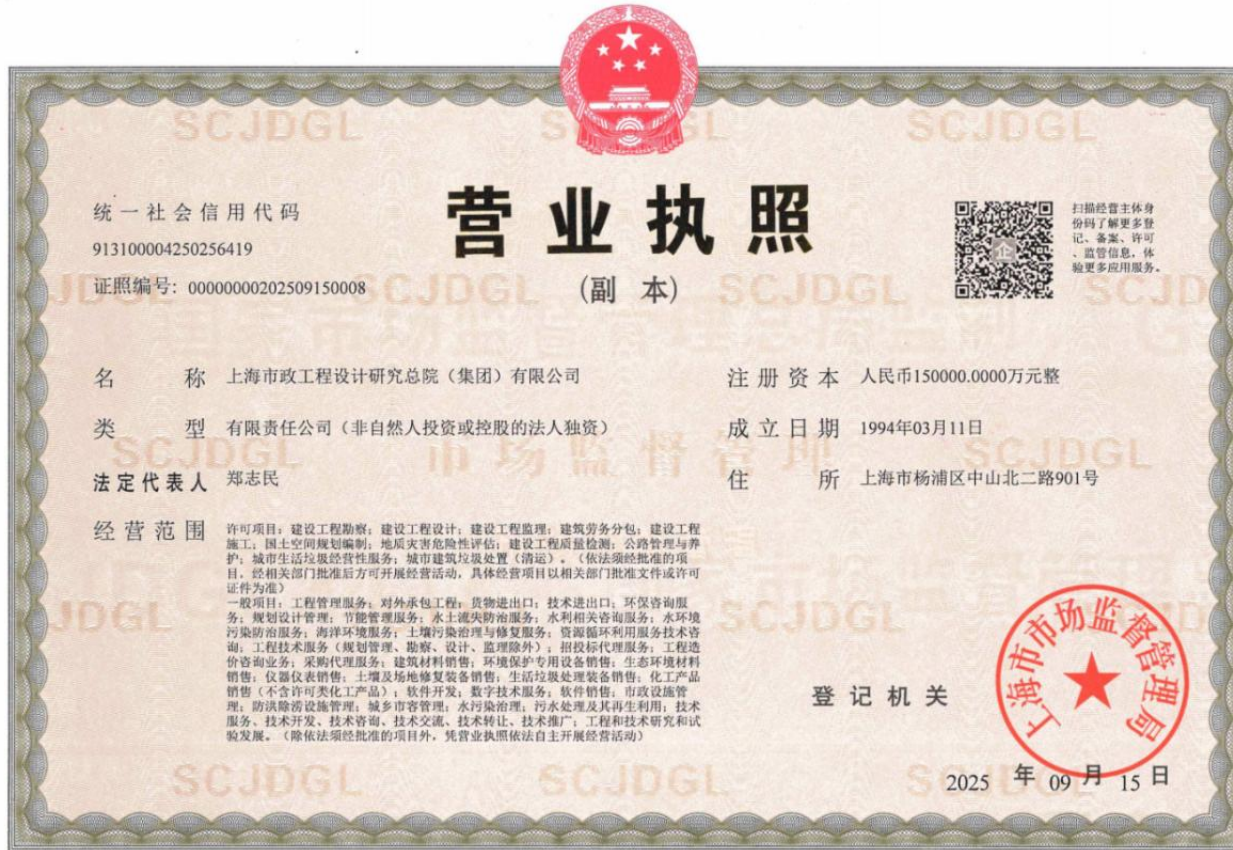 营业执照
(副 本)
统一社会信用代码
913100004250256419
证照编号：00000000202509150008
扫描经营主体身
份码了解更多登
记、备案、许可
、监管信息，体
验更多应用服务。
名 称 上海市政工程设计研究总院（集团）有限公司
类 型 有限责任公司（非自然人投资或控股的法人独资）
法定代表人 郑志民
经营范围 许可项目：建设工程勘察；建设工程设计；建设工程监理；建筑劳务分包；建设工程
施工；国土空间规划编制；地质灾害危险性评估；建设工程质量检测；公路管理与养
护；城市生活垃圾经营性服务；城市建筑垃圾处置（清运）。（依法须经批准的项
目，经相关部门批准后方可开展经营活动，具体经营项目以相关部门批准文件或许可
证件为准）
一般项目：工程管理服务；对外承包工程；货物进出口；技术进出口；环保咨询服
务；规划设计管理；节能管理服务；水土流失防治服务；水利相关咨询服务；水环境
污染防治服务；海洋环境服务；土壤污染治理与修复服务；资源循环利用服务技术咨
询；工程技术服务（规划管理、勘察、设计、监理除外）；招投标代理服务；工程造
价咨询业务；采购代理服务；建筑材料销售；环境保护专用设备销售；生态环境材料
销售；仪器仪表销售；土壤及场地修复装备销售；生活垃圾处理装备销售；化工产品
销售（不含许可类化工产品）；软件开发；数字技术服务；软件销售；市政设施管
理；防洪除涝设施管理；城乡市容管理；水污染治理；污水处理及其再生利用；技术
服务、技术开发、技术咨询、技术交流、技术转让、技术推广；工程和技术研究和试
验发展。（除依法须经批准的项目外，凭营业执照依法自主开展经营活动）
注册资本 人民币150000.0000万元整
成立日期 1994年03月11日
住 所 上海市杨浦区中山北二路901号
登记机关
上海市市场监督管理局
2025 年 09 月 15 日
SCJDGL
市场监督管理